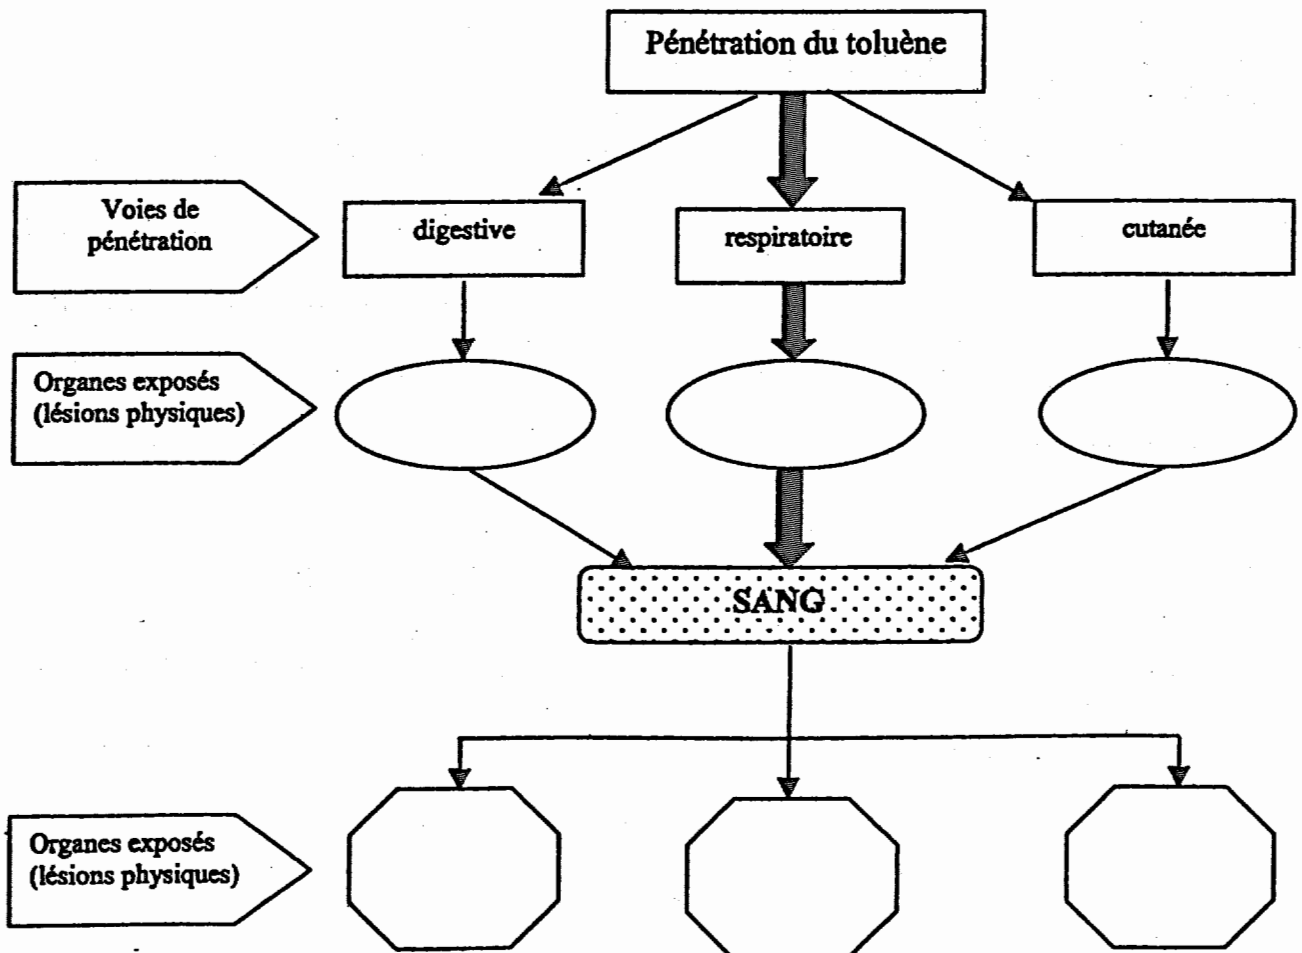 Pénétration du toluène
Voies de
pénétration
digestive
respiratoire
cutanée
Organes exposés
(lésions physiques)
SANG
Organes exposés
(lésions physiques)